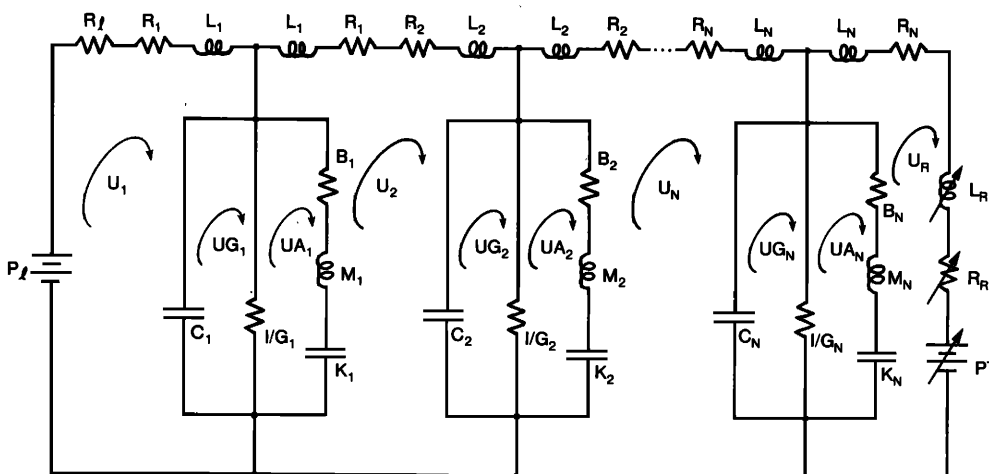 Rℓ R1 L1 L1 R1 R2 L2 L2 R2 RN LN LN RN
U1 B1 U2 B2 UN UR LR
BN
UG1 UA1 UG2 UA2 UGN UAN
Pℓ M1 M2 MN RR
C1 I/G1 C2 I/G2 CN I/GN
K1 K2 KN P